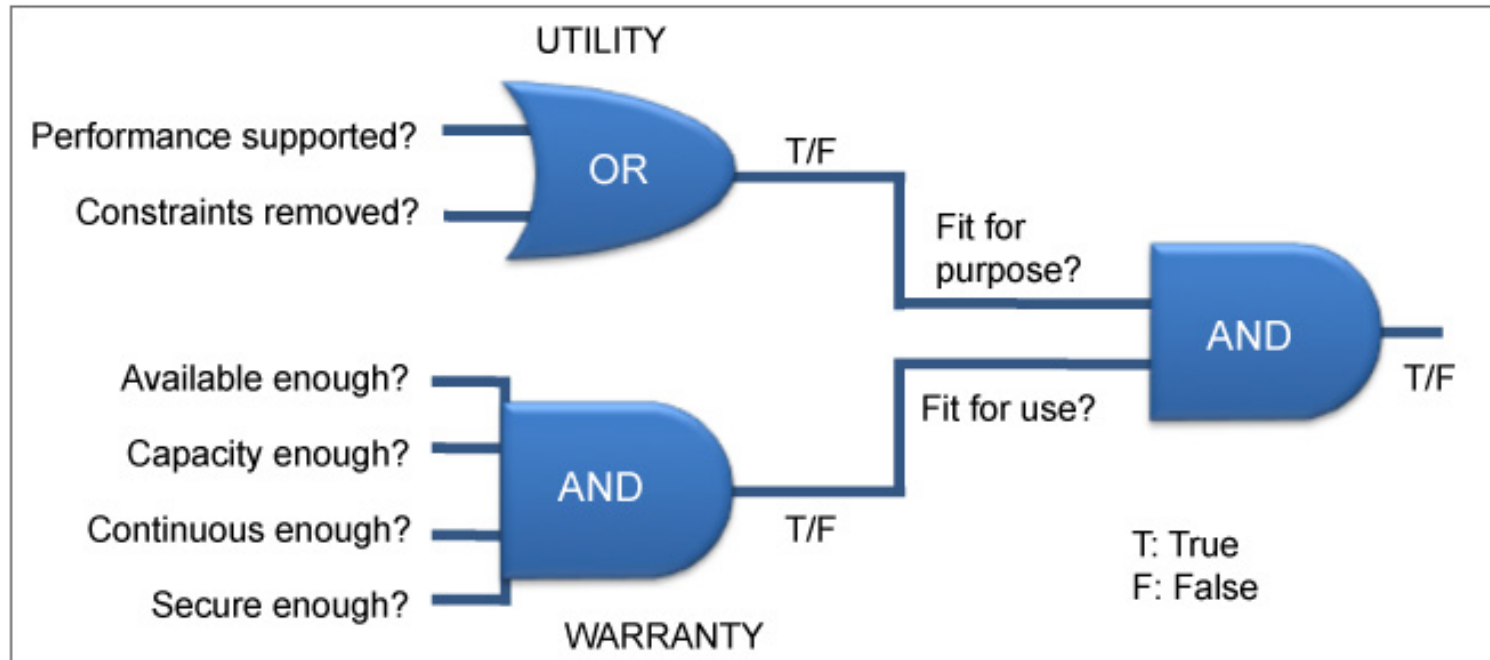 UTILITY
Performance supported?
Constraints removed?
OR
T/F
Fit for
purpose?
AND
T/F
Available enough?
Capacity enough?
Continuous enough?
Secure enough?
AND
T/F
Fit for use?
WARRANTY
T: True
F: False